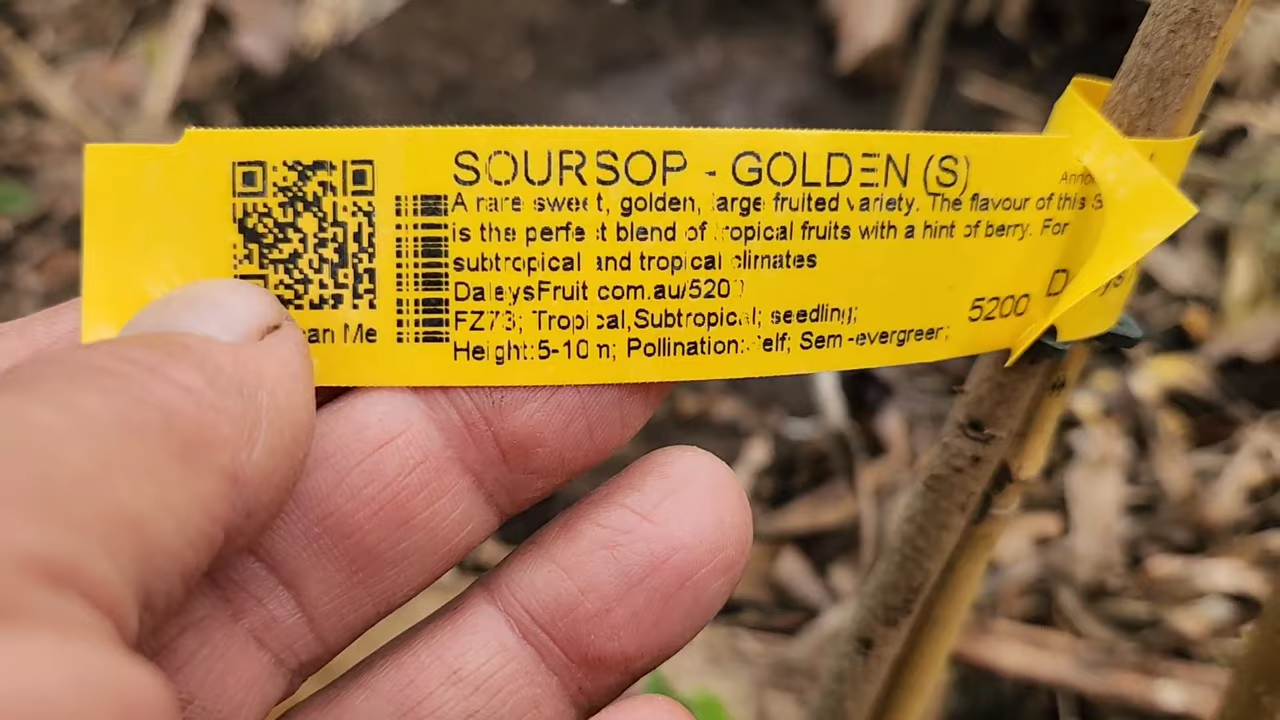 SOURSOP - GOLDEN (S)
A rare sweet, golden, large fruited variety. The flavour of this
is the perfect blend of tropical fruits with a hint of berry. For
subtropical and tropical climates
DaleysFruit.com.au/5200
FZ73; Tropical,Subtropical; seedling;
Height:5-10 m; Pollination: Self; Semi-evergreen;
5200
an Me